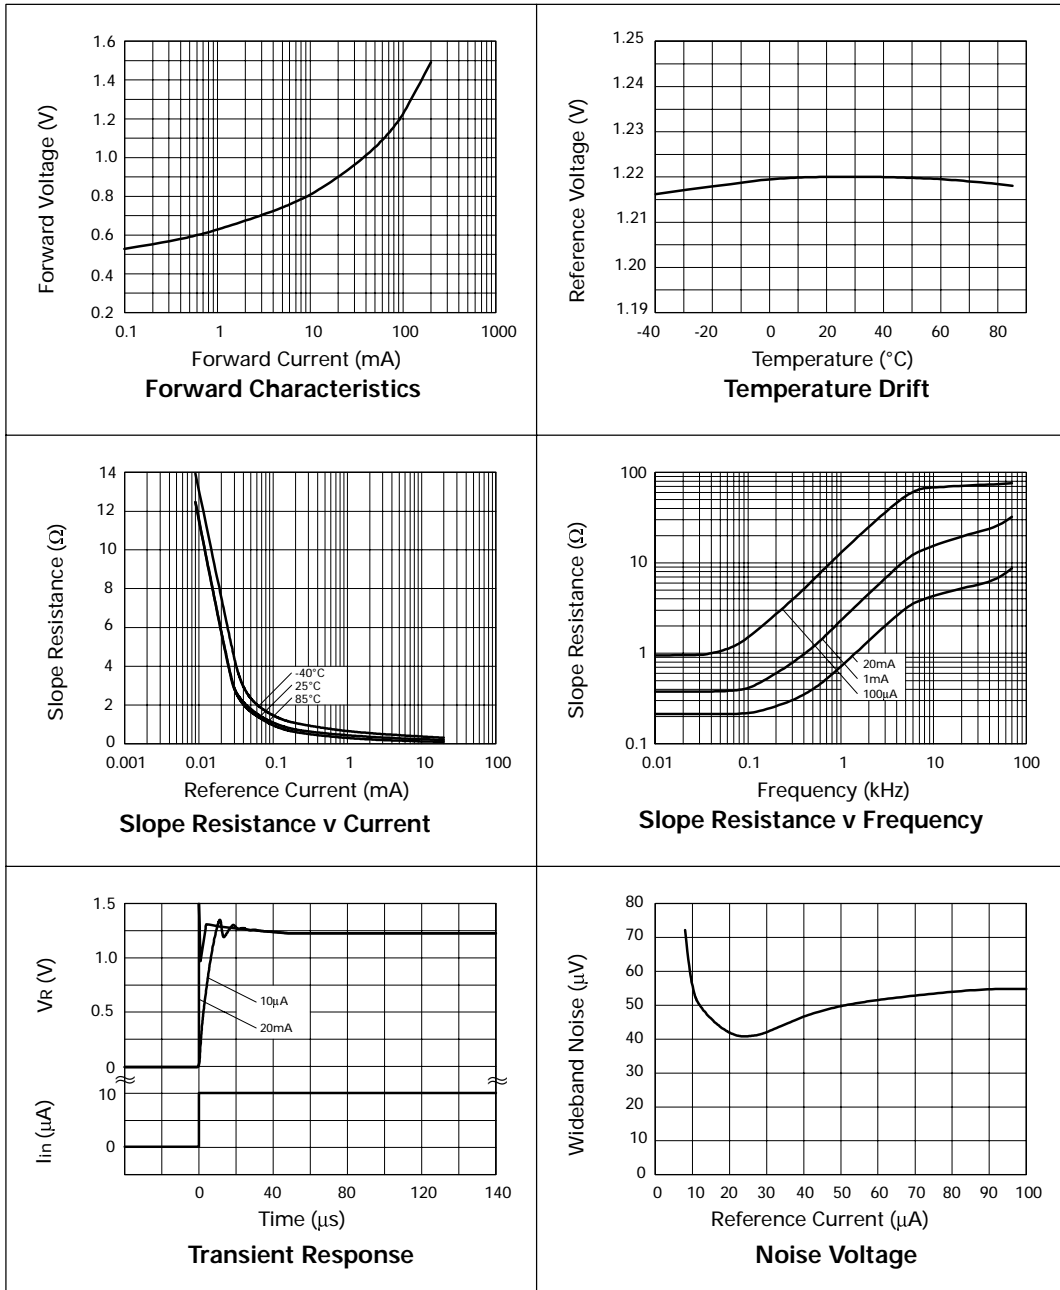 1.6
1.4
1.2
1.0
0.8
0.6
0.4
0.2
Forward Voltage (V)
0.1 1 10 100 1000
Forward Current (mA)
Forward Characteristics
1.25
1.24
1.23
1.22
1.21
1.20
1.19
Reference Voltage (V)
-40 -20 0 20 40 60 80
Temperature (°C)
Temperature Drift
14
12
10
8
6
4
2
0
Slope Resistance (Ω)
-40°C
25°C
85°C
0.001 0.01 0.1 1 10 100
Reference Current (mA)
Slope Resistance v Current
100
10
1
0.1
Slope Resistance (Ω)
20mA
1mA
100µA
0.01 0.1 1 10 100
Frequency (kHz)
Slope Resistance v Frequency
1.5
1.0
0.5
0
VR (V)
10µA
20mA
10
0
Iin (µA)
0 40 80 120 140
Time (µs)
Transient Response
80
70
60
50
40
30
20
10
0
Wideband Noise (µV)
0 10 20 30 40 50 60 70 80 90 100
Reference Current (µA)
Noise Voltage